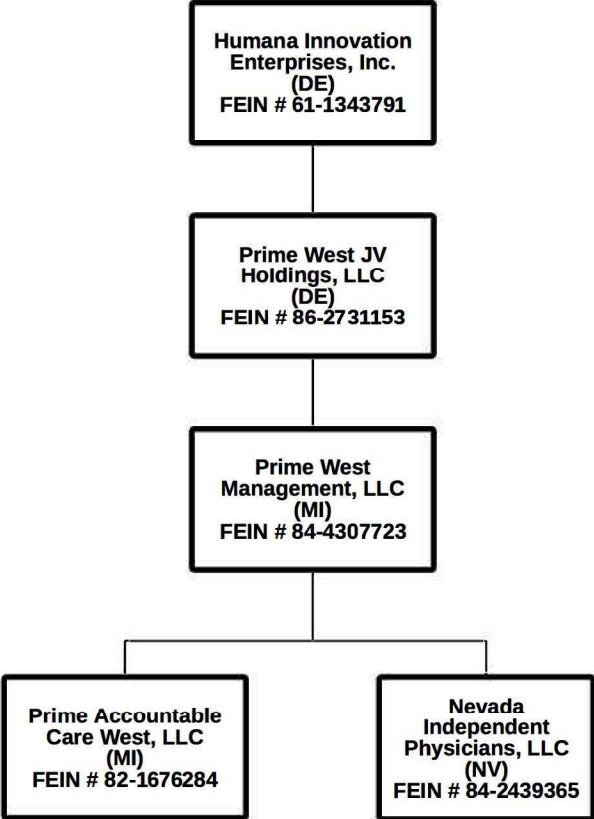 Humana Innovation
Enterprises, Inc.
(DE)
FEIN # 61-1343791
Prime West JV
Holdings, LLC
(DE)
FEIN # 86-2731153
Prime West
Management, LLC
(MI)
FEIN # 84-4307723
Prime Accountable
Care West, LLC
(MI)
FEIN # 82-1676284
Nevada
Independent
Physicians, LLC
(NV)
FEIN # 84-2439365